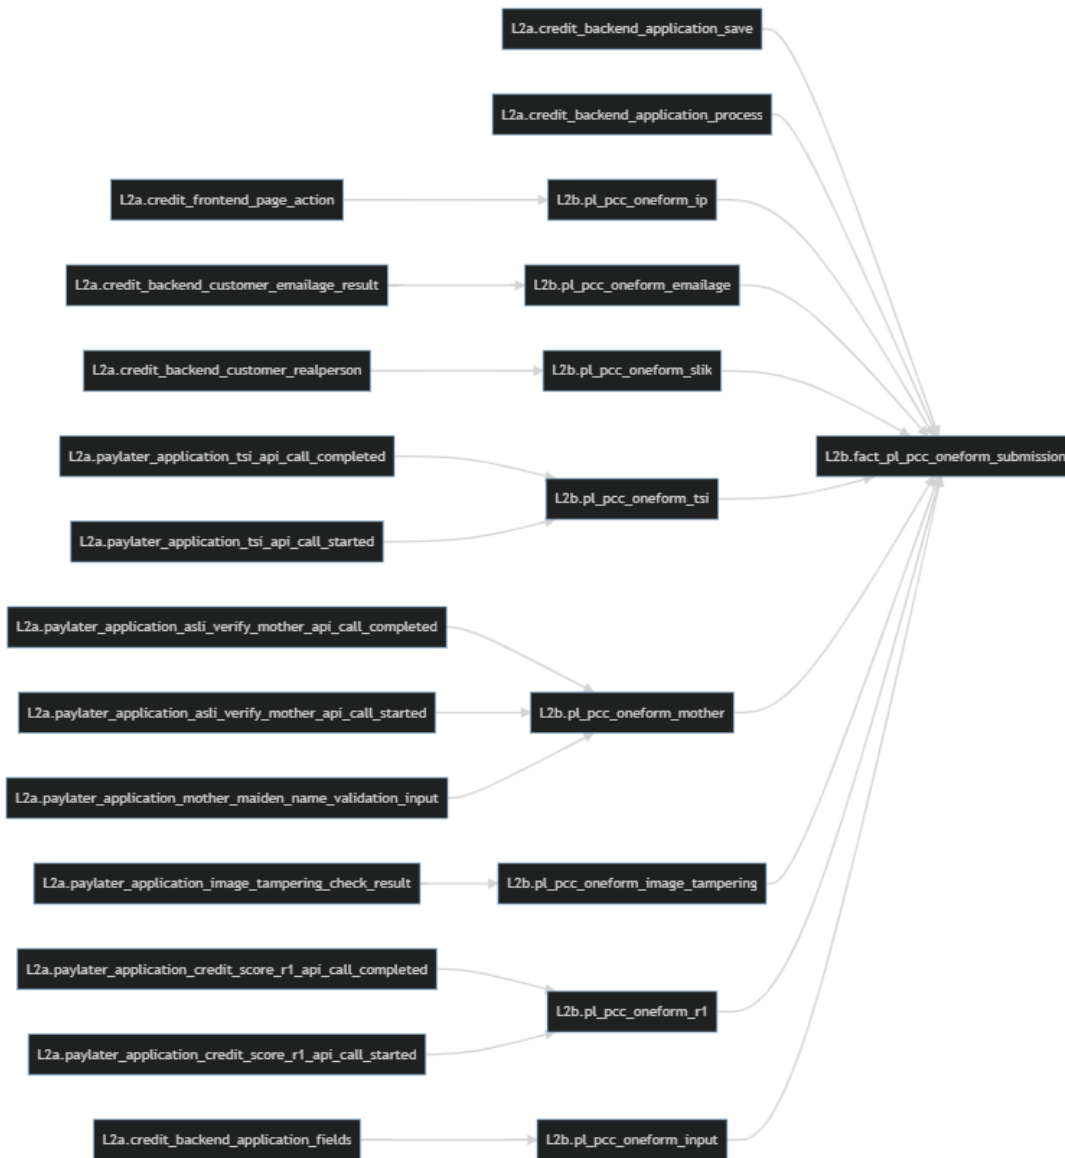 L2a.credit_backend_application_save
L2a.credit_backend_application_process
L2a.credit_frontend_page_action
L2b.pl_pcc_oneform_ip
L2a.credit_backend_customer_emailage_result
L2b.pl_pcc_oneform_emailage
L2a.credit_backend_customer_realperson
L2b.pl_pcc_oneform_slik
L2a.paylater_application_tsi_api_call_completed
L2b.fact_pl_pcc_oneform_submission
L2b.pl_pcc_oneform_tsi
L2a.paylater_application_tsi_api_call_started
L2a.paylater_application_asli_verify_mother_api_call_completed
L2a.paylater_application_asli_verify_mother_api_call_started
L2b.pl_pcc_oneform_mother
L2a.paylater_application_mother_maiden_name_validation_input
L2a.paylater_application_image_tampering_check_result
L2b.pl_pcc_oneform_image_tampering
L2a.paylater_application_credit_score_r1_api_call_completed
L2b.pl_pcc_oneform_r1
L2a.paylater_application_credit_score_r1_api_call_started
L2a.credit_backend_application_fields
L2b.pl_pcc_oneform_input